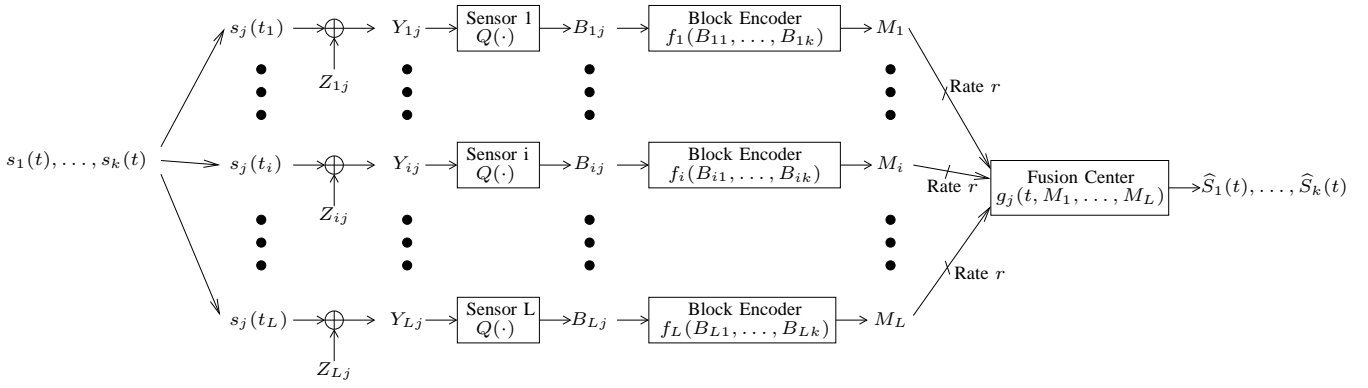 s_j(t_1) Y_{1j} Sensor 1 B_{1j} Block Encoder M_1
Q(·) f_1(B_{11}, . . . , B_{1k})
Z_{1j}
Rate r
s_1(t), . . . , s_k(t) s_j(t_i) Y_{ij} Sensor i B_{ij} Block Encoder M_i
Q(·) f_i(B_{i1}, . . . , B_{ik})
Rate r
Z_{ij}
Fusion Center
g_j(t, M_1, . . . , M_L) Ŝ_1(t), . . . , Ŝ_k(t)
Rate r
s_j(t_L) Y_{Lj} Sensor L B_{Lj} Block Encoder M_L
Q(·) f_L(B_{L1}, . . . , B_{Lk})
Z_{Lj}